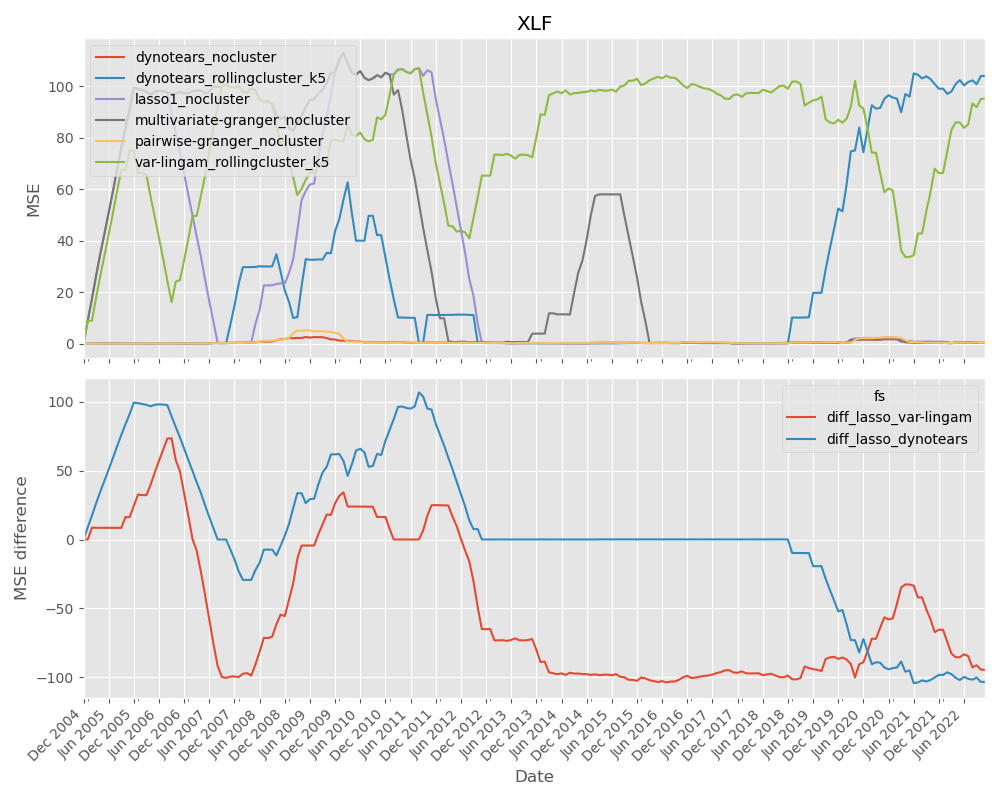 XLF
dynotears_nocluster
dynotears_rollingcluster_k5
lasso1_nocluster
multivariate-granger_nocluster
pairwise-granger_nocluster
var-lingam_rollingcluster_k5
MSE
100
80
60
40
20
0
fs
diff_lasso_var-lingam
diff_lasso_dynotears
MSE difference
100
50
0
−50
−100
Dec 2004
Jun 2005
Dec 2005
Jun 2006
Dec 2006
Jun 2007
Dec 2007
Jun 2008
Dec 2008
Jun 2009
Dec 2009
Jun 2010
Dec 2010
Jun 2011
Dec 2011
Jun 2012
Dec 2012
Jun 2013
Dec 2013
Jun 2014
Dec 2014
Jun 2015
Dec 2015
Jun 2016
Dec 2016
Jun 2017
Dec 2017
Jun 2018
Dec 2018
Jun 2019
Dec 2019
Jun 2020
Dec 2020
Jun 2021
Dec 2021
Jun 2022
Date